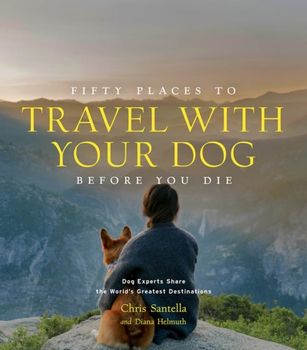 FIFTY PLACES TO
TRAVEL WITH
YOUR DOG
BEFORE YOU DIE
Dog Experts Share
the World's Greatest Destinations
Chris Santella
and Diana Helmuth